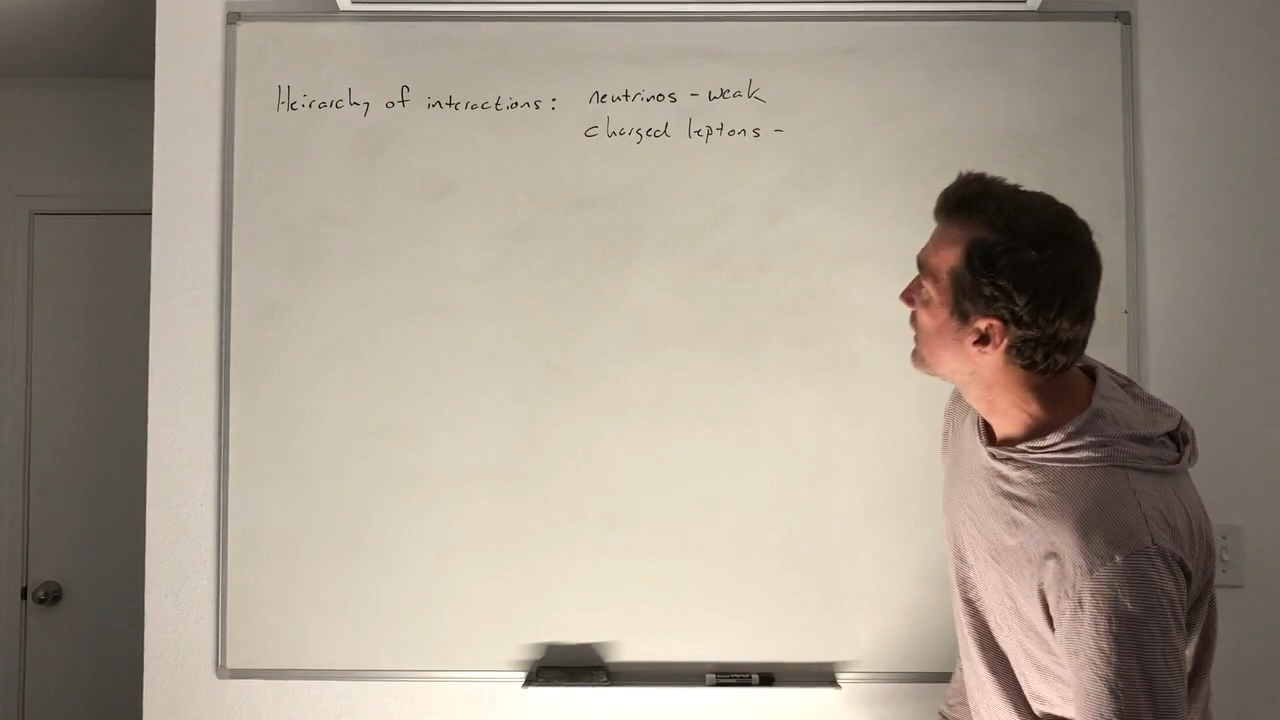 Heirarchy of interactions: neutrinos - weak
charged leptons -